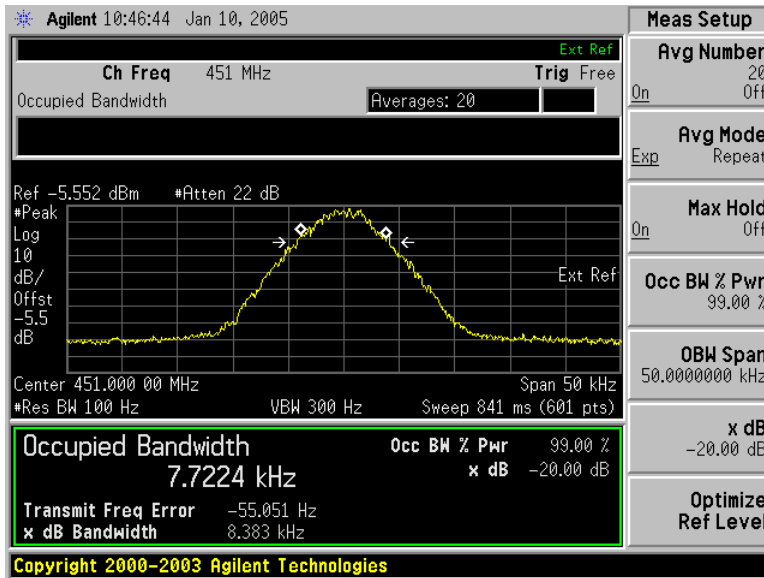 Agilent 10:46:44 Jan 10, 2005
Meas Setup
Ext Ref
Ch Freq 451 MHz Trig Free
Occupied Bandwidth Averages: 20
Ref -5.552 dBm #Atten 22 dB
#Peak
Log
10
dB/
Offst
-5.5
dB
Ext Ref
Center 451.000 00 MHz Span 50 kHz
#Res BW 100 Hz VBW 300 Hz Sweep 841 ms (601 pts)
Occupied Bandwidth
7.7224 kHz
Occ BW % Pwr 99.00 %
x dB -20.00 dB
Transmit Freq Error -55.051 Hz
x dB Bandwidth 8.383 kHz
Copyright 2000-2003 Agilent Technologies
Avg Number
20
On Off
Avg Mode
Exp Repeat
Max Hold
On Off
Occ BW % Pwr
99.00 %
OBW Span
50.0000000 kHz
x dB
-20.00 dB
Optimize
Ref Level